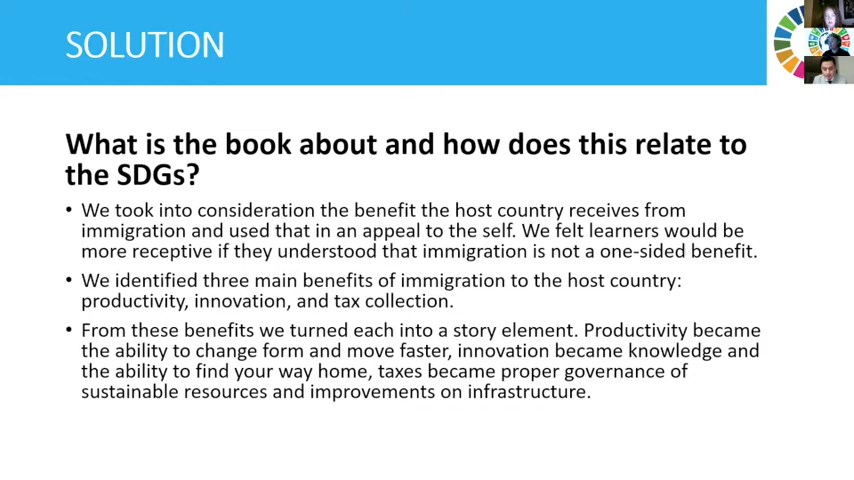 SOLUTION
What is the book about and how does this relate to
the SDGs?
• We took into consideration the benefit the host country receives from
immigration and used that in an appeal to the self. We felt learners would be
more receptive if they understood that immigration is not a one-sided benefit.
• We identified three main benefits of immigration to the host country:
productivity, innovation, and tax collection.
• From these benefits we turned each into a story element. Productivity became
the ability to change form and move faster, innovation became knowledge and
the ability to find your way home, taxes became proper governance of
sustainable resources and improvements on infrastructure.